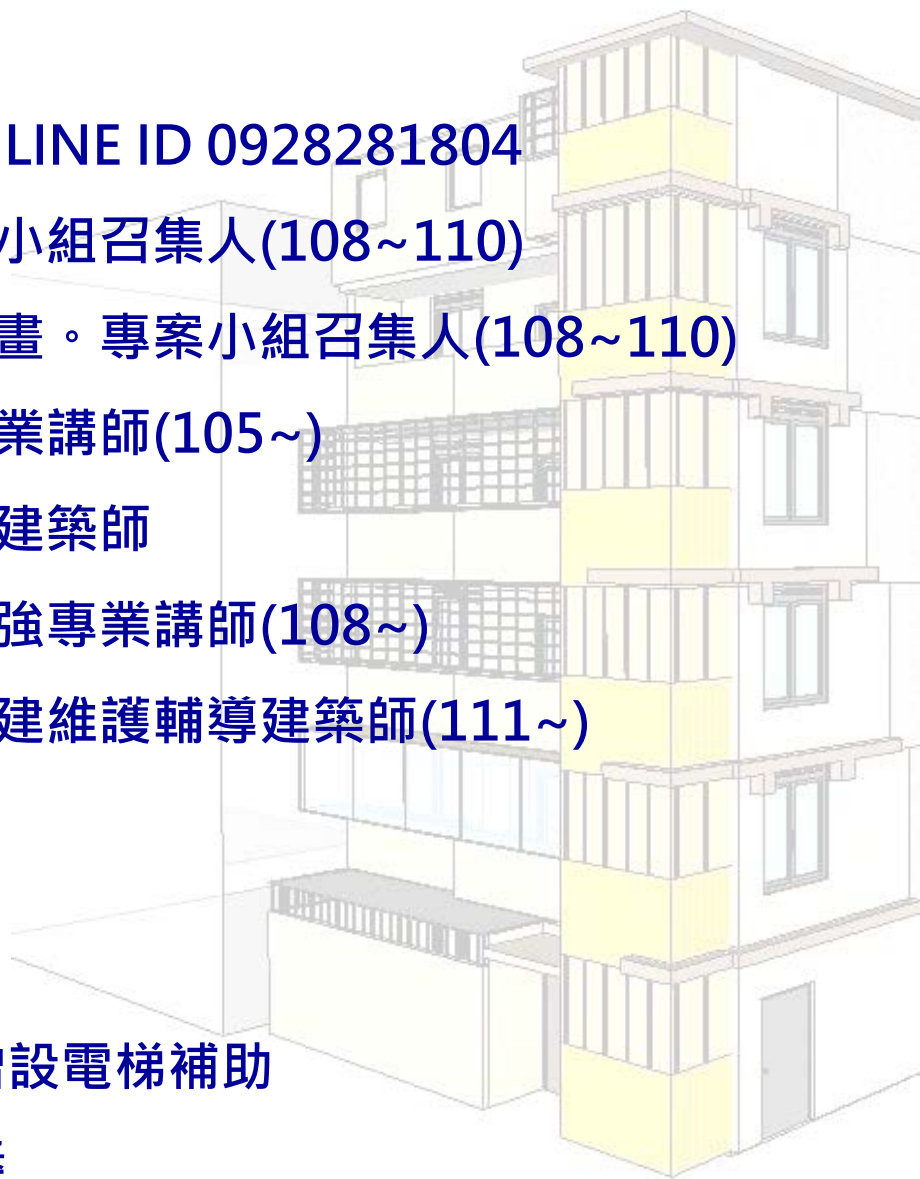 LINE ID 0928281804
小組召集人(108~110)
畫。專案小組召集人(108~110)
業講師(105~)
建築師
強專業講師(108~)
建維護輔導建築師(111~)
設電梯補助